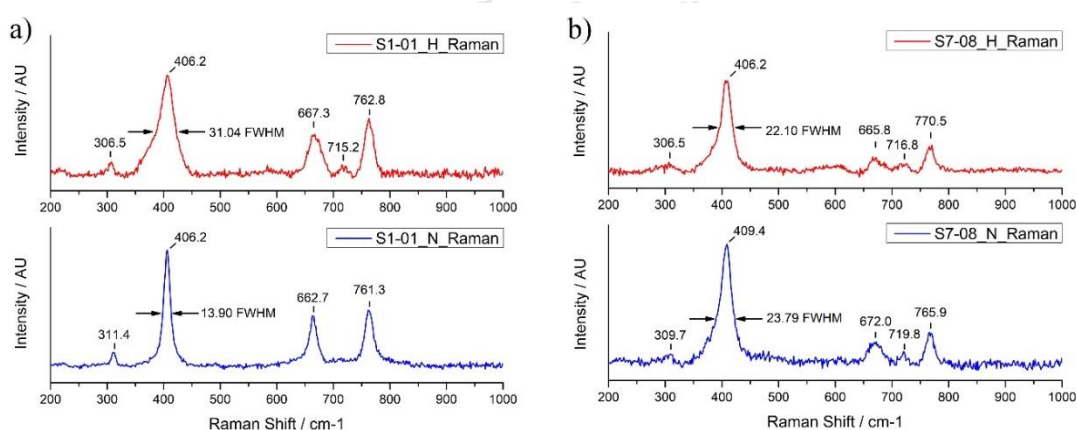 a)
Intensity / AU
S1-01_H_Raman
406.2
31.04 FWHM
306.5
667.3
715.2
762.8
200 300 400 500 600 700 800 900 1000
Intensity / AU
S1-01_N_Raman
406.2
13.90 FWHM
311.4
662.7
761.3
200 300 400 500 600 700 800 900 1000
Raman Shift / cm-1
b)
Intensity / AU
S7-08_H_Raman
406.2
22.10 FWHM
306.5
665.8
716.8
770.5
200 300 400 500 600 700 800 900 1000
Intensity / AU
S7-08_N_Raman
409.4
23.79 FWHM
309.7
672.0
719.8
765.9
200 300 400 500 600 700 800 900 1000
Raman Shift / cm-1